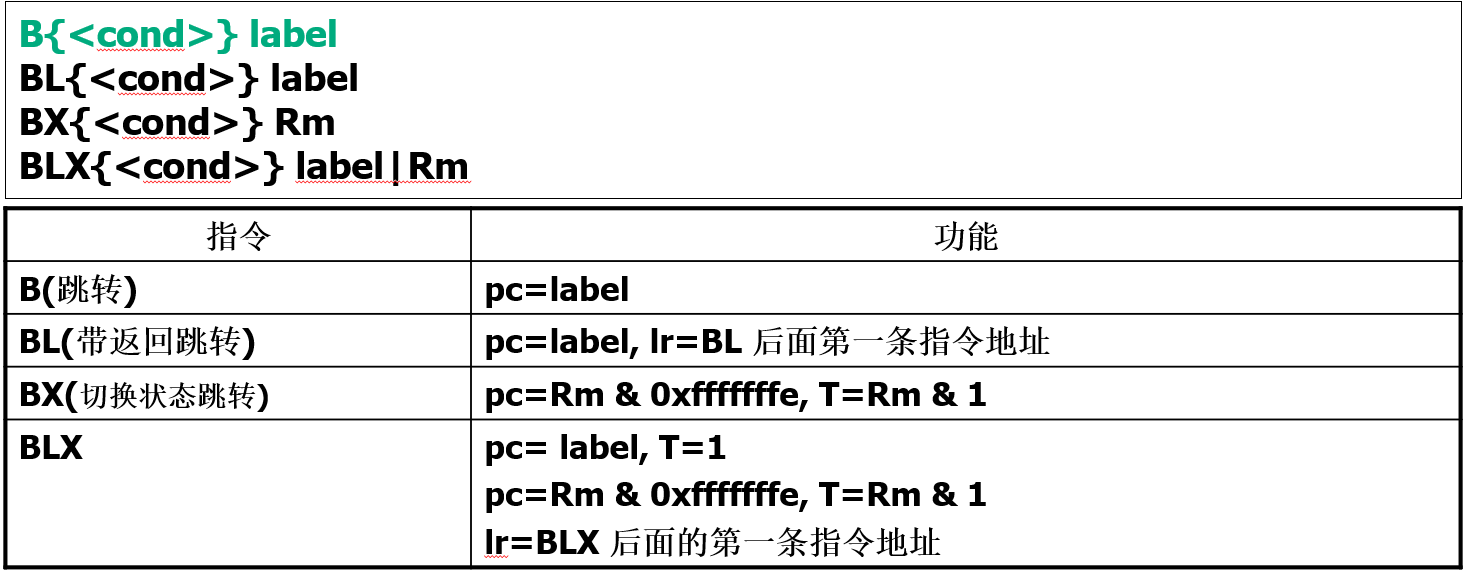 B{<cond>} label
BL{<cond>} label
BX{<cond>} Rm
BLX{<cond>} label|Rm
指令 功能
B(跳转) pc=label
BL(带返回跳转) pc=label, lr=BL 后面第一条指令地址
BX(切换状态跳转) pc=Rm & 0xfffffffe, T=Rm & 1
BLX pc= label, T=1
pc=Rm & 0xfffffffe, T=Rm & 1
lr=BLX 后面的第一条指令地址